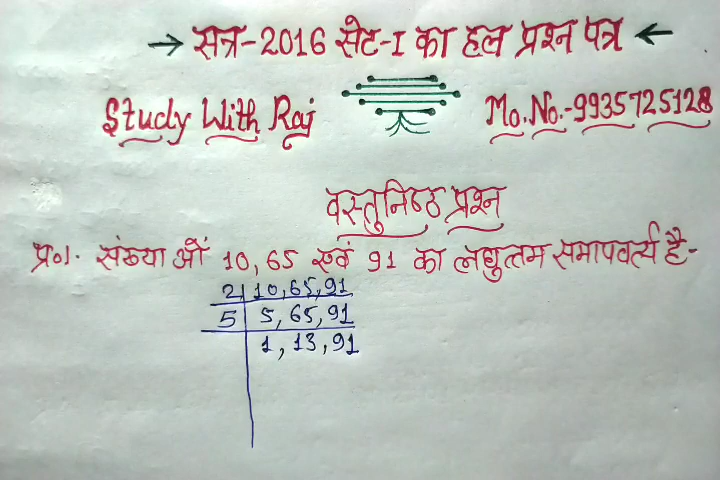 → सत्र-2016 सेट-I का हल प्रश्न पत्र ←
Study With Raj Mo.No.-9935725128
वस्तुनिष्ठ प्रश्न
प्र०1. संख्याओं 10, 65 एवं 91 का लघुत्तम समापवर्त्य है-
2 10, 65, 91
5 5, 65, 91
1, 13, 91